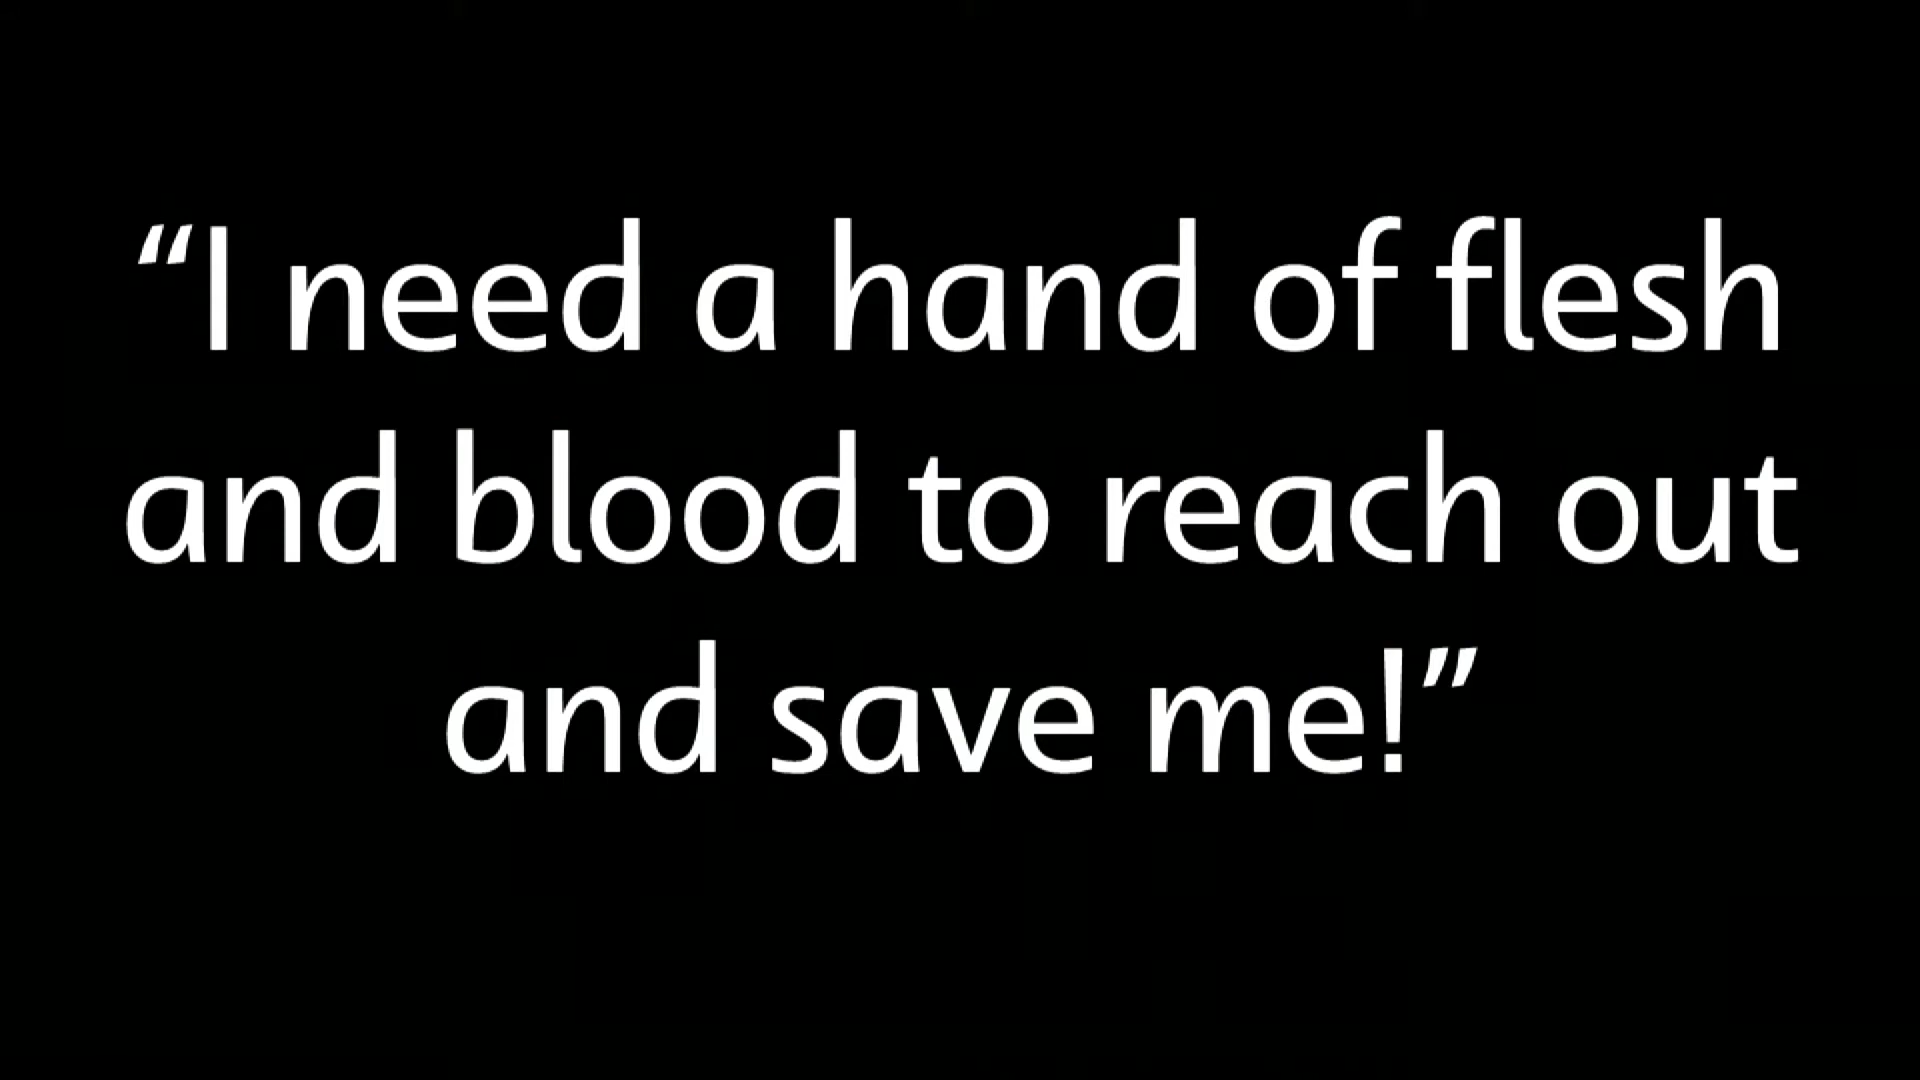 “I need a hand of flesh
and blood to reach out
and save me!”